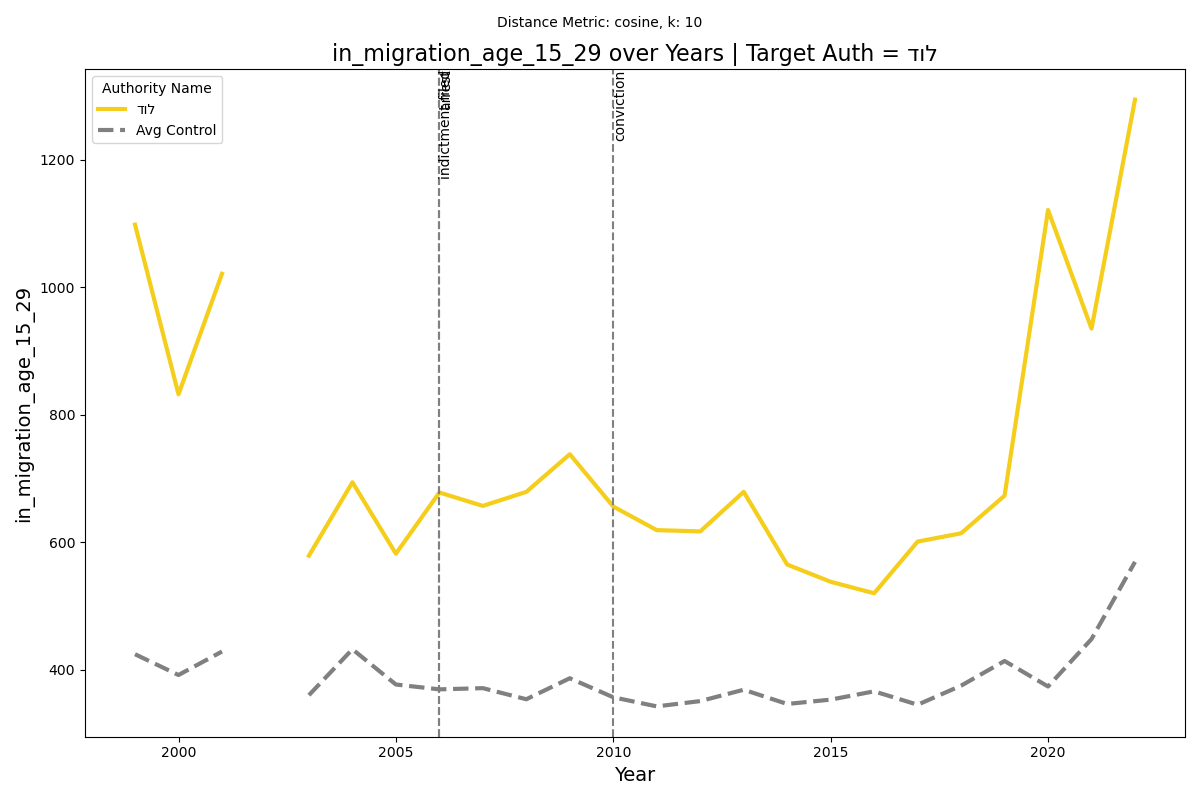 Distance Metric: cosine, k: 10
in_migration_age_15_29 over Years | Target Auth = לוד
Authority Name
לוד
Avg Control
indictment
conviction
1200
1000
800
600
400
in_migration_age_15_29
2000
2005
2010
2015
2020
Year